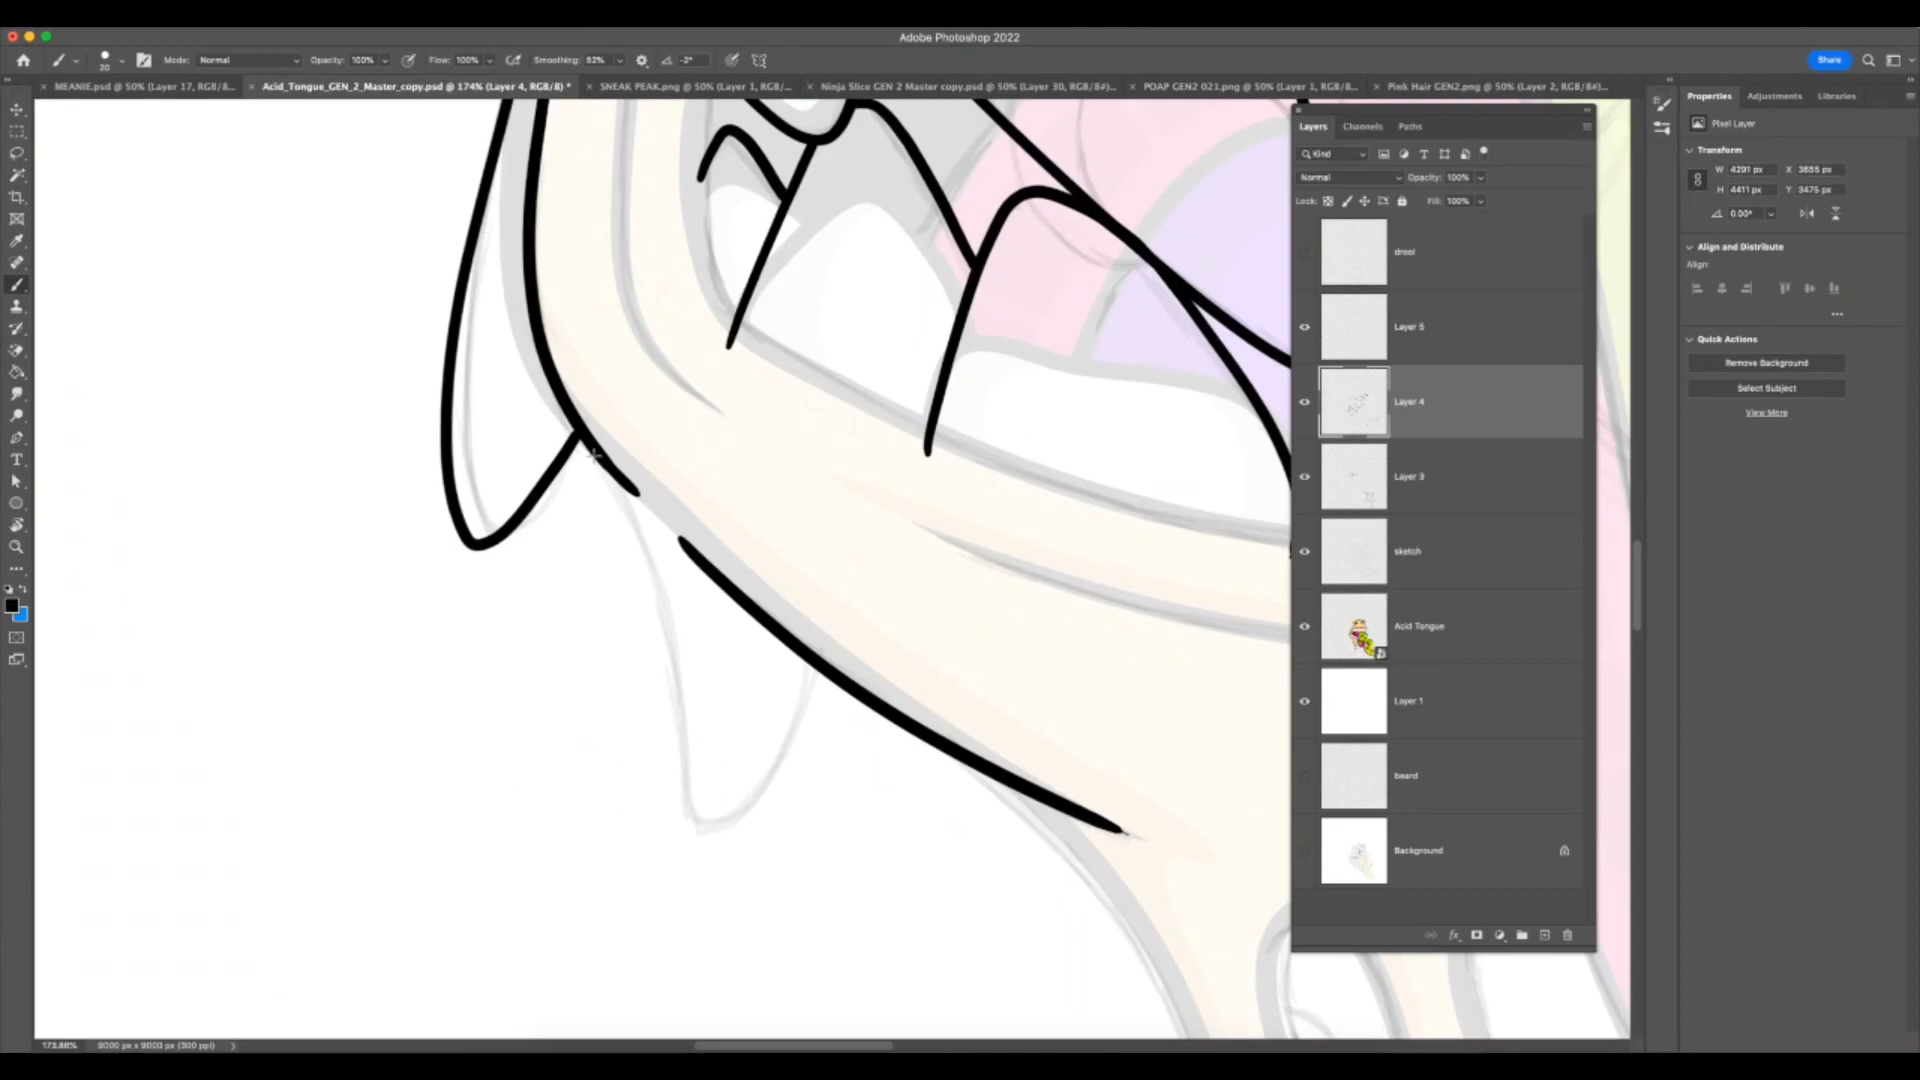 Adobe Photoshop 2022
20 Mode: Normal Opacity: 100% Flow: 100% Smoothing: 52% -2° Share
× MEANIE.psd @ 50% (Layer 17, RGB/8... × Acid_Tongue_GEN_2_Master_copy.psd @ 174% (Layer 4, RGB/8) * × SNEAK PEAK.png @ 50% (Layer 1, RGB/... × Ninja Slice GEN 2 Master copy.psd @ 50% (Layer 30, RGB/8#)... × POAP GEN2 021.png @ 50% (Layer 1, RGB/8... × Pink Hair GEN2.png @ 50% (Layer 2, RGB/8#)...
Properties Adjustments Libraries
Pixel Layer
Transform
W 4291 px X 3655 px
H 4411 px Y 3475 px
0.00°
Align and Distribute
Align:
Quick Actions
Remove Background
Select Subject
View More
Layers Channels Paths
Kind
Normal Opacity: 100%
Lock: Fill: 100%
drool
Layer 5
Layer 4
Layer 3
sketch
Acid Tongue
Layer 1
beard
Background
fx
173.86% 9000 px x 9000 px (300 ppi)